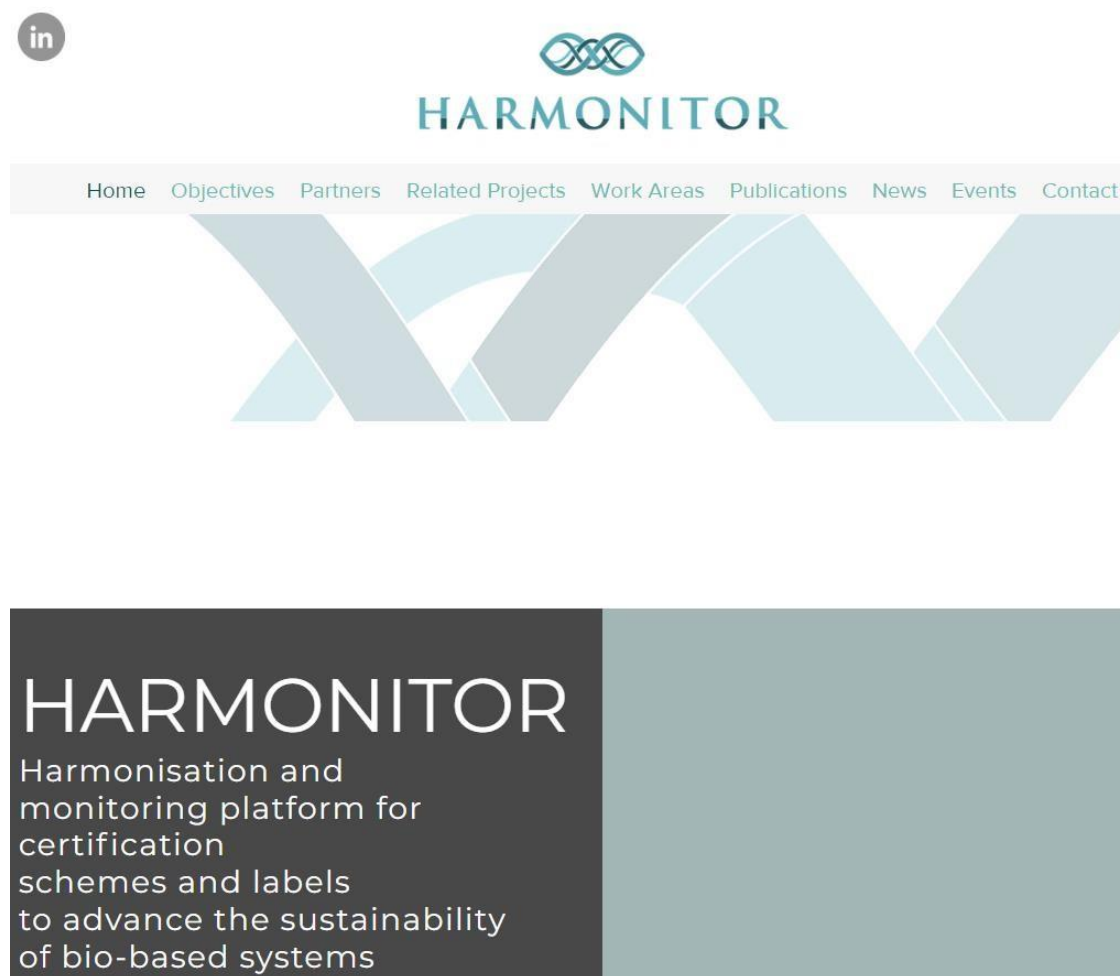 in
HARMONITOR
Home Objectives Partners Related Projects Work Areas Publications News Events Contact
HARMONITOR
Harmonisation and
monitoring platform for
certification
schemes and labels
to advance the sustainability
of bio-based systems